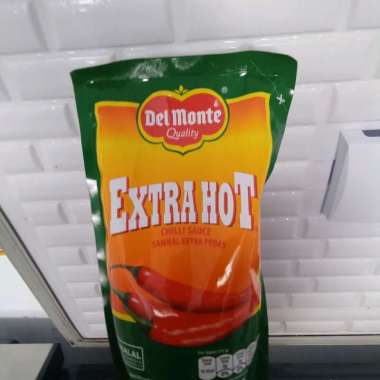 Del Monte
Quality
EXTRA HOT
CHILLI SAUCE
SAMBAL EXTRA PEDAS
HALAL